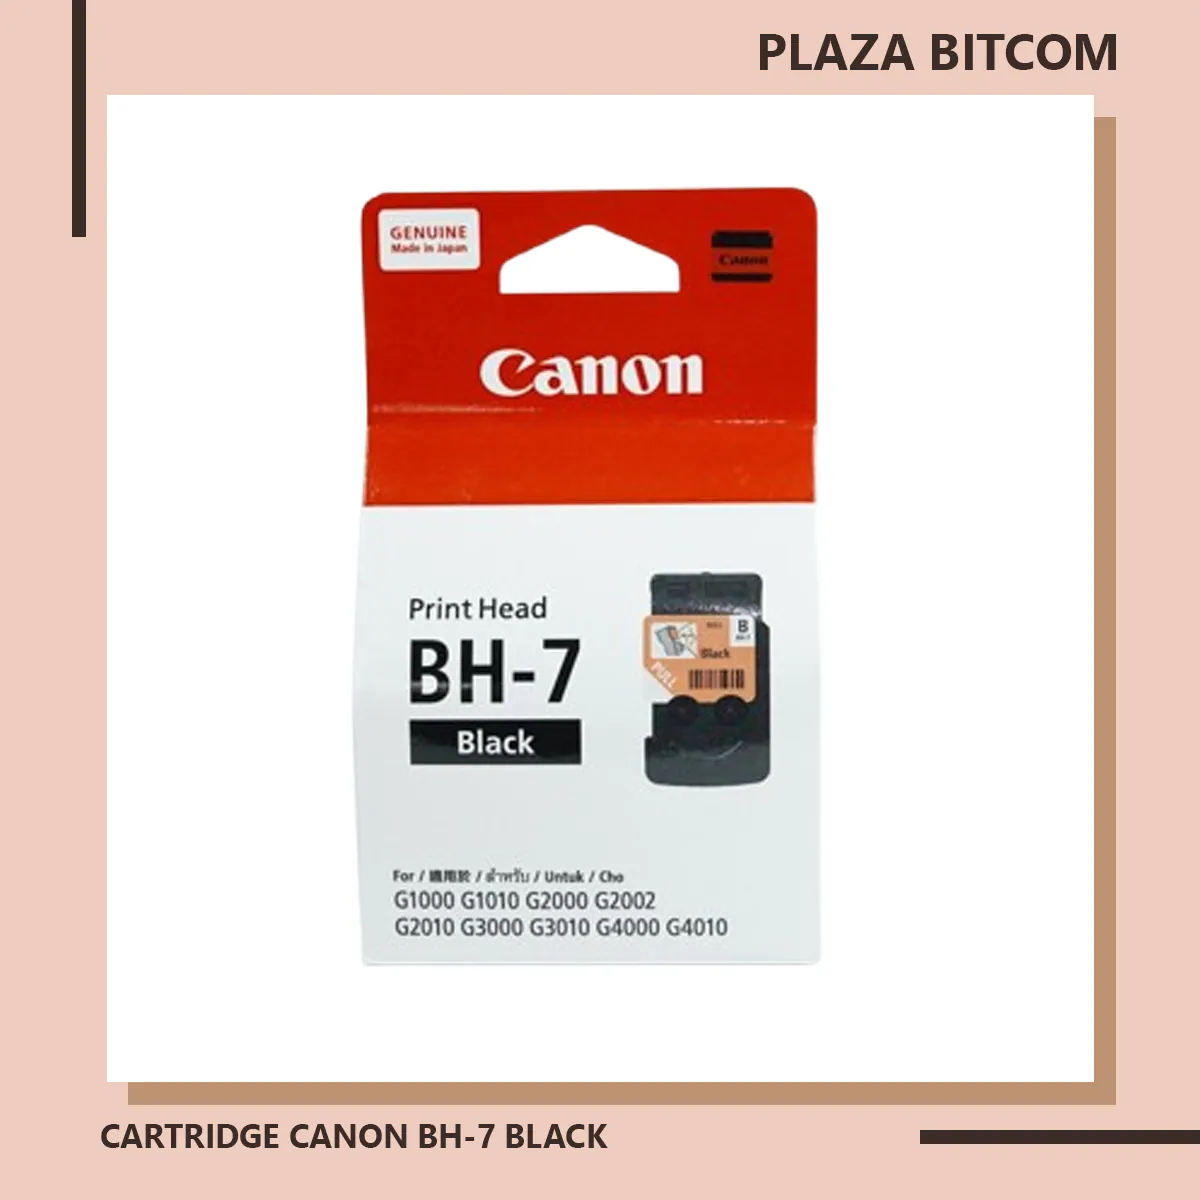 PLAZA BITCOM
GENUINE
Made in Japan
Canon
Canon
Print Head
BH-7
Black
B
BH-7
Black
PULL
For / 適用於 / สำหรับ / Untuk / Cho
G1000 G1010 G2000 G2002
G2010 G3000 G3010 G4000 G4010
CARTRIDGE CANON BH-7 BLACK